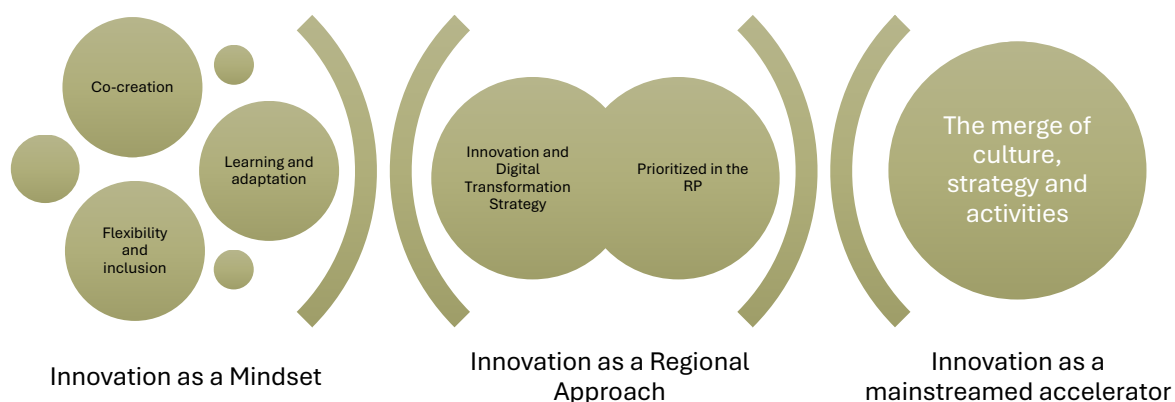 Co-creation
Learning and
adaptation
Flexibility
and
inclusion
Innovation as a Mindset
Innovation and
Digital
Transformation
Strategy
Prioritized in the
RP
Innovation as a Regional
Approach
The merge of
culture,
strategy and
activities
Innovation as a
mainstreamed accelerator